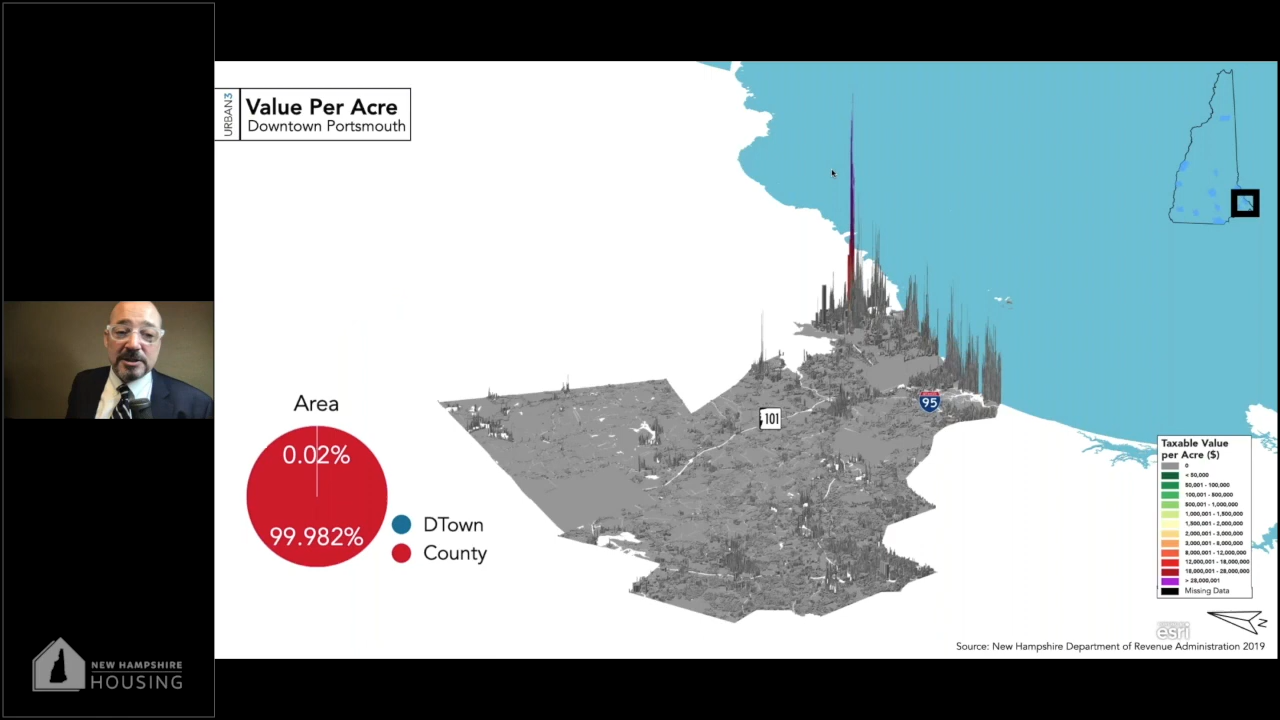 URBAN3
Value Per Acre
Downtown Portsmouth
101
95
Area
0.02%
99.982%
DTown
County
Taxable Value
per Acre ($)
0
< 50,000
50,001 - 100,000
100,001 - 500,000
500,001 - 1,000,000
1,000,001 - 1,500,000
1,500,001 - 2,000,000
2,000,001 - 3,000,000
3,000,001 - 8,000,000
8,000,001 - 12,000,000
12,000,001 - 18,000,000
18,000,001 - 28,000,000
> 28,000,001
Missing Data
N
esri
Source: New Hampshire Department of Revenue Administration 2019
NEW HAMPSHIRE
HOUSING